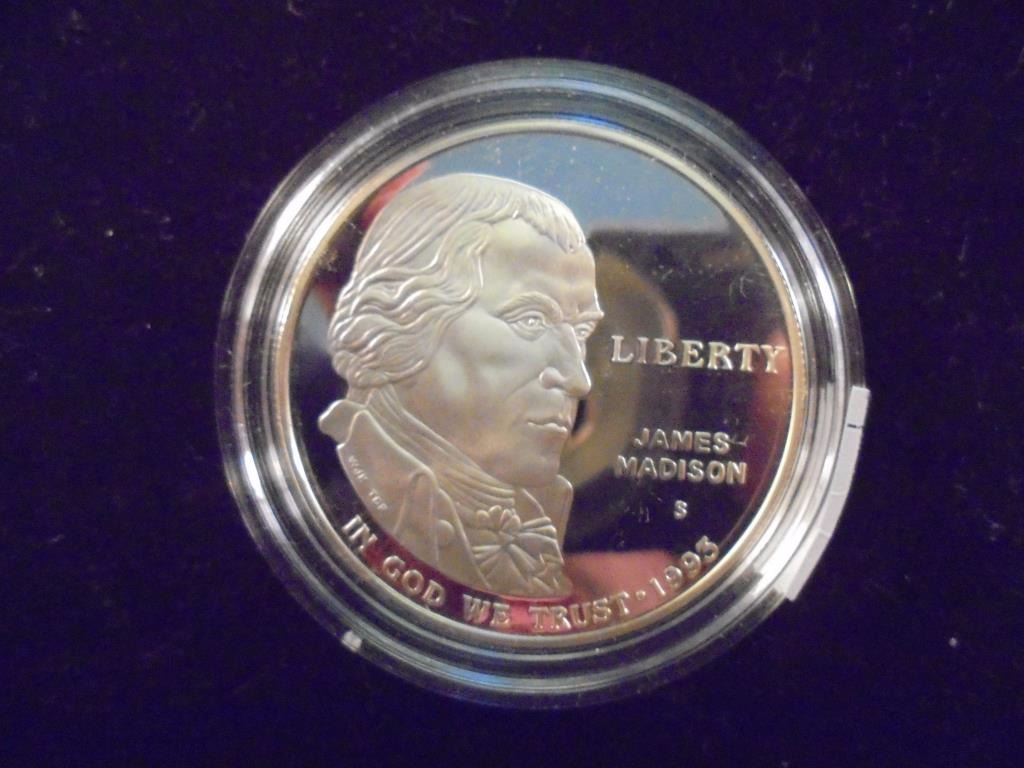 LIBERTY
JAMES
MADISON
S
IN GOD WE TRUST · 1993